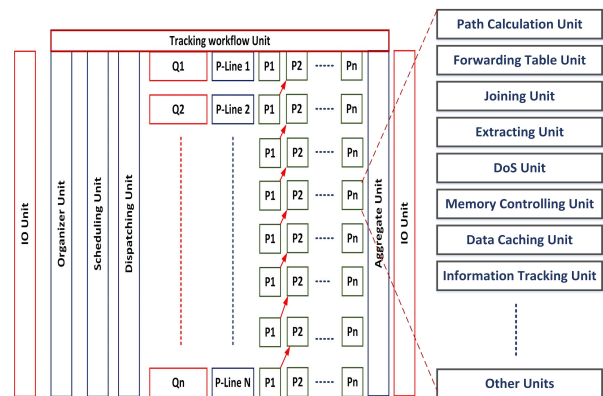 Tracking workflow Unit
IO Unit
Organizer Unit
Scheduling Unit
Dispatching Unit
Q1 P-Line 1 P1 P2 Pn
Q2 P-Line 2 P1 P2 Pn
P1 P2 Pn
P1 P2 Pn
P1 P2 Pn
P1 P2 Pn
P1 P2 Pn
Qn P-Line N P1 P2 Pn
Aggregate Unit
IO Unit
Path Calculation Unit
Forwarding Table Unit
Joining Unit
Extracting Unit
DoS Unit
Memory Controlling Unit
Data Caching Unit
Information Tracking Unit
Other Units